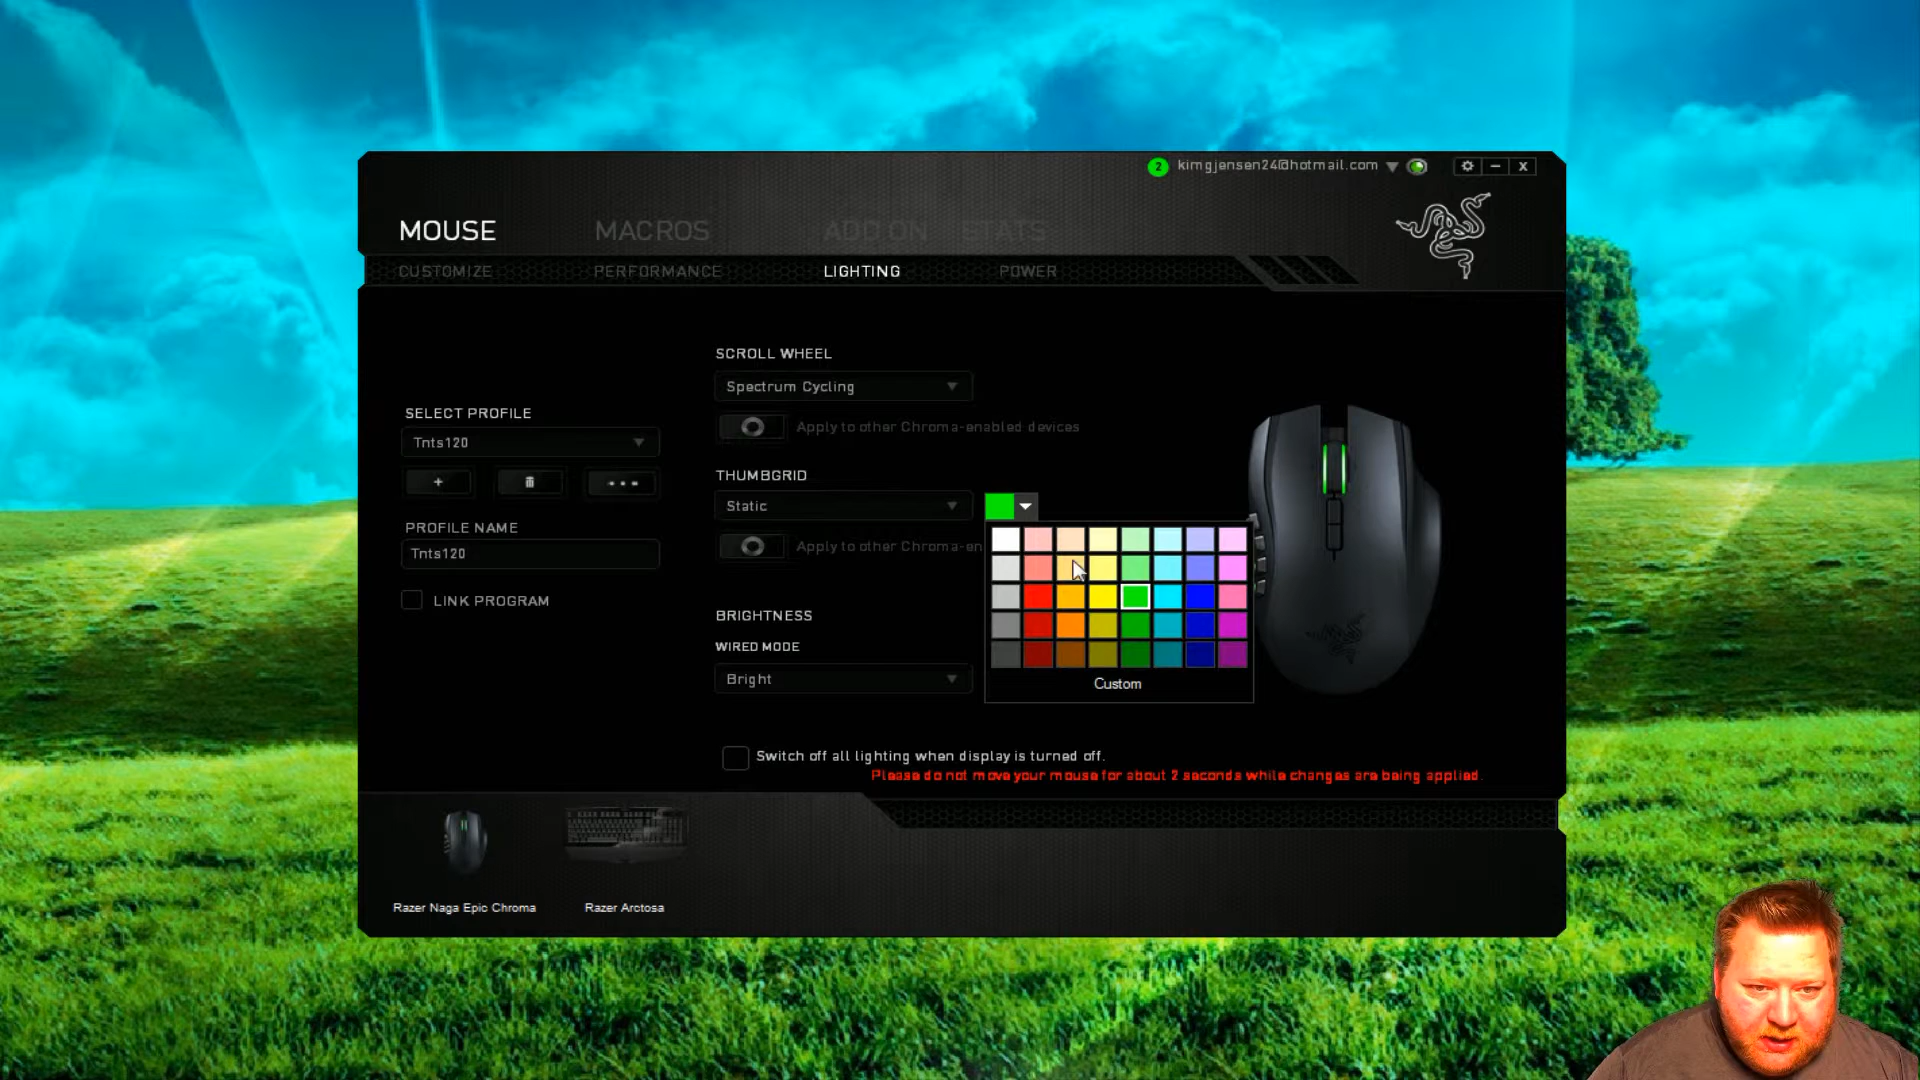 2 kimgjensen24@hotmail.com
MOUSE MACROS ADD ON STATS
CUSTOMIZE PERFORMANCE LIGHTING POWER
SCROLL WHEEL
Spectrum Cycling
Apply to other Chroma-enabled devices
SELECT PROFILE
Tnts120
PROFILE NAME
Tnts120
LINK PROGRAM
THUMBGRID
Static
Apply to other Chroma-en
Custom
BRIGHTNESS
WIRED MODE
Bright
Switch off all lighting when display is turned off.
Please do not move your mouse for about 2 seconds while changes are being applied.
Razer Naga Epic Chroma Razer Arctosa